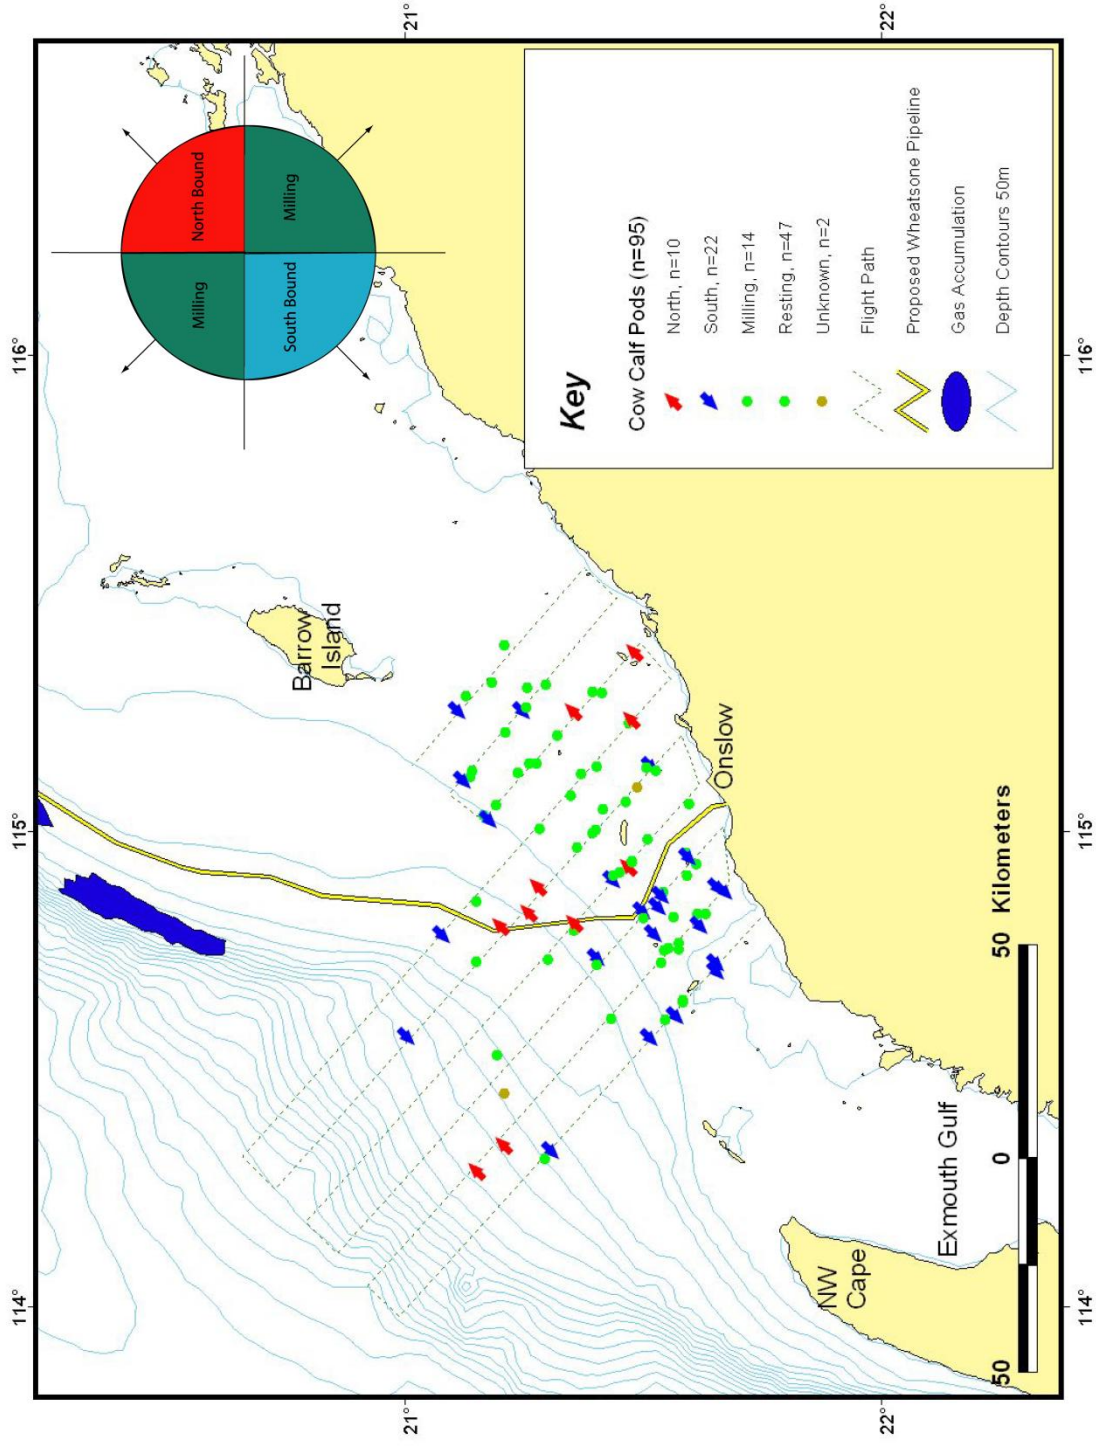 114°
115°
116°
21°
22°
21°
22°
114°
115°
116°
Milling
North Bound
South Bound
Milling
Barrow
Island
Onslow
NW
Cape
Exmouth Gulf
50
0
50 Kilometers
Key
Cow Calf Pods (n=95)
North, n=10
South, n=22
Milling, n=14
Resting, n=47
Unknown, n=2
Flight Path
Proposed Wheatsone Pipeline
Gas Accumulation
Depth Contours 50m